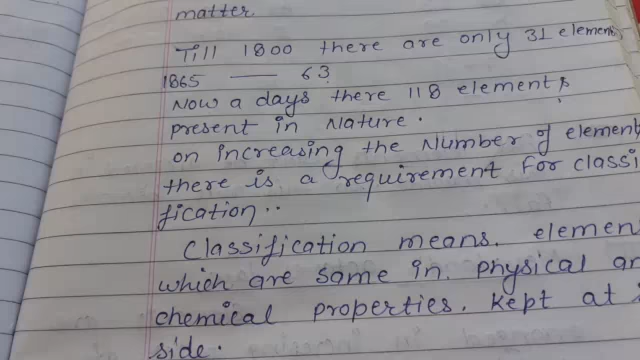 matter.
Till 1800 there are only 31 element
1865 — 63
Now a days there 118 elements
present in Nature.
on increasing the Number of element
there is a requirement for classi
fication..
Classification means. elemen
which are same in. physical an
chemical properties. kept at
side.